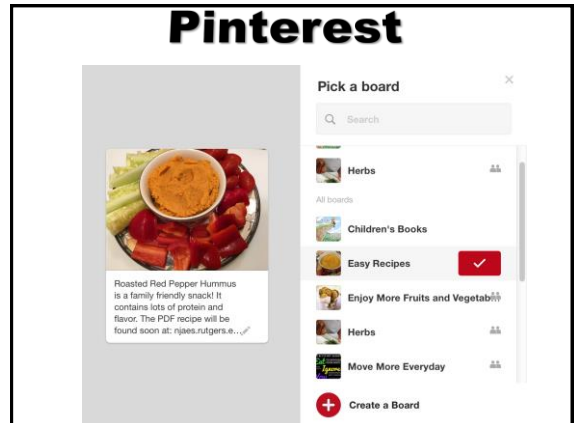 Pinterest
Pick a board
Search
Herbs
All boards
Children's Books
Easy Recipes
Enjoy More Fruits and Vegetab
Herbs
Move More Everyday
Create a Board
Roasted Red Pepper Hummus
is a family friendly snack! It
contains lots of protein and
flavor. The PDF recipe will be
found soon at: njaes.rutgers.e...